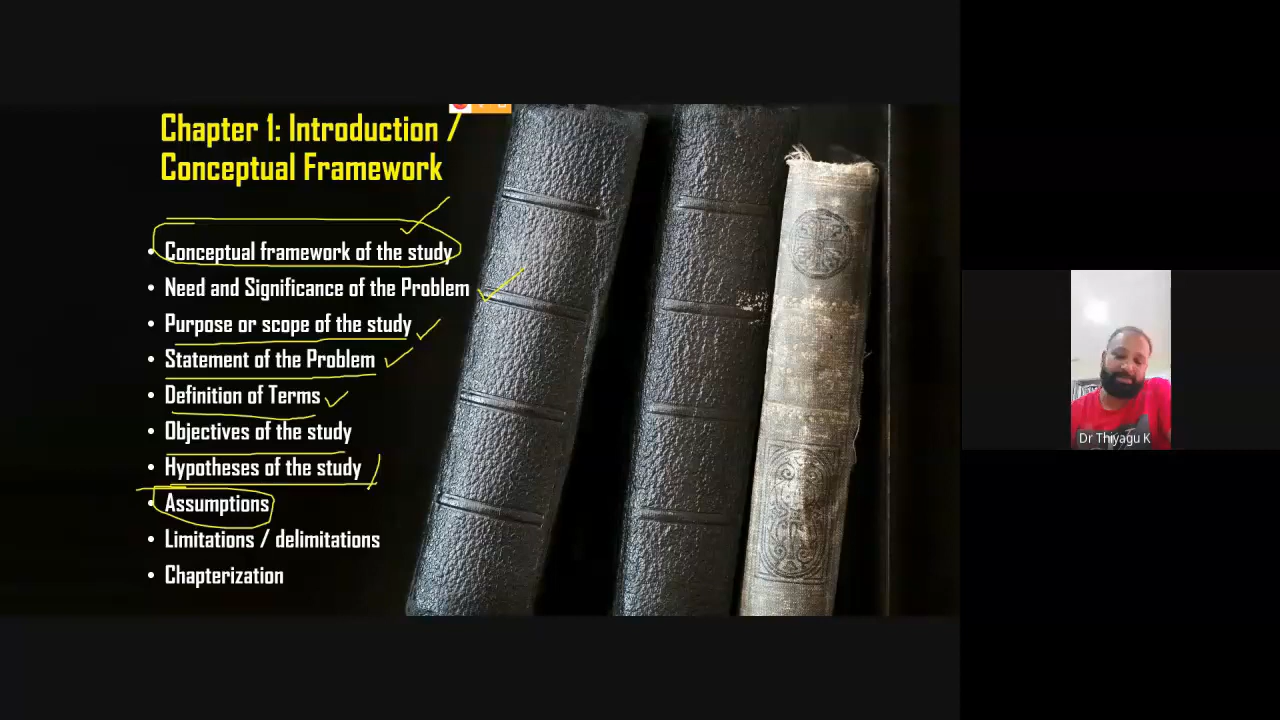 Chapter 1: Introduction /
Conceptual Framework
• Conceptual framework of the study
• Need and Significance of the Problem
• Purpose or scope of the study
• Statement of the Problem
• Definition of Terms
• Objectives of the study
• Hypotheses of the study
• Assumptions
• Limitations / delimitations
• Chapterization
Dr Thiyagu K